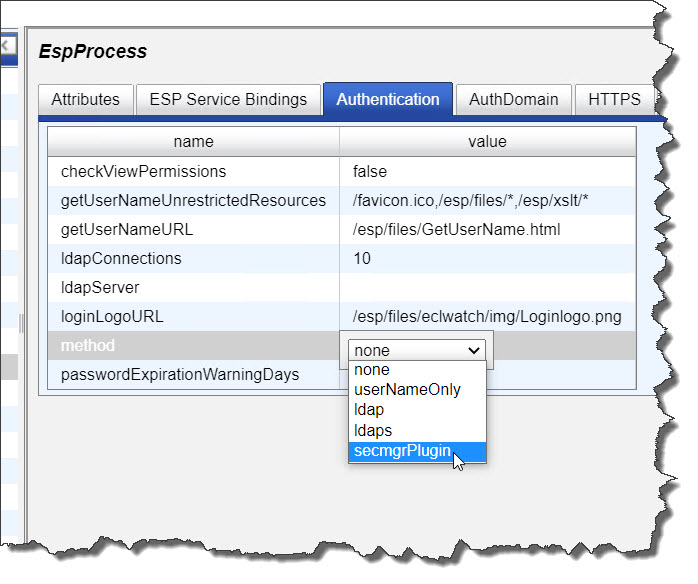 EspProcess
Attributes ESP Service Bindings Authentication AuthDomain HTTPS
name value
checkViewPermissions false
getUserNameUnrestrictedResources /favicon.ico,/esp/files/*,/esp/xslt/*
getUserNameURL /esp/files/GetUserName.html
ldapConnections 10
ldapServer
loginLogoURL /esp/files/eclwatch/img/Loginlogo.png
method none
passwordExpirationWarningDays
none
userNameOnly
ldap
ldaps
secmgrPlugin